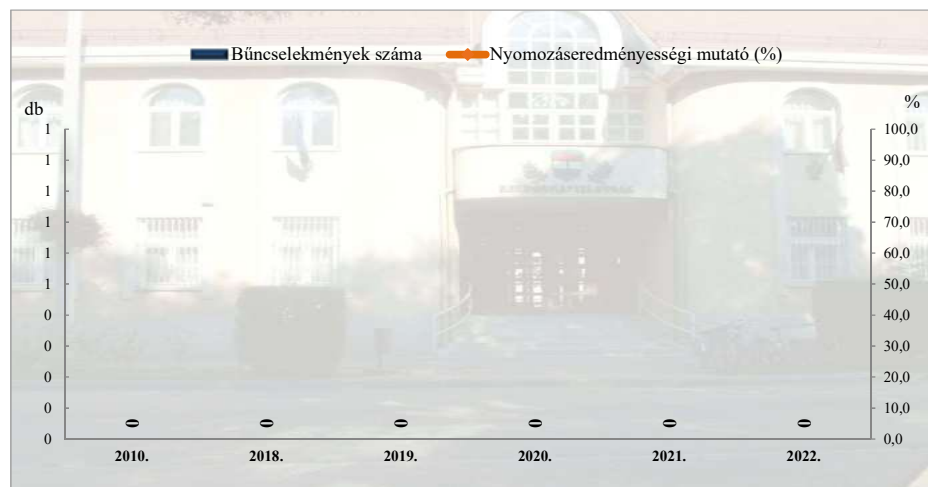 Bűncselekmények száma Nyomozáseredményességi mutató (%)
db %
1 100,0
1 90,0
1 80,0
1 70,0
1 60,0
1 50,0
0 40,0
0 30,0
0 20,0
0 10,0
0 0,0
0 0 0 0 0 0
2010. 2018. 2019. 2020. 2021. 2022.